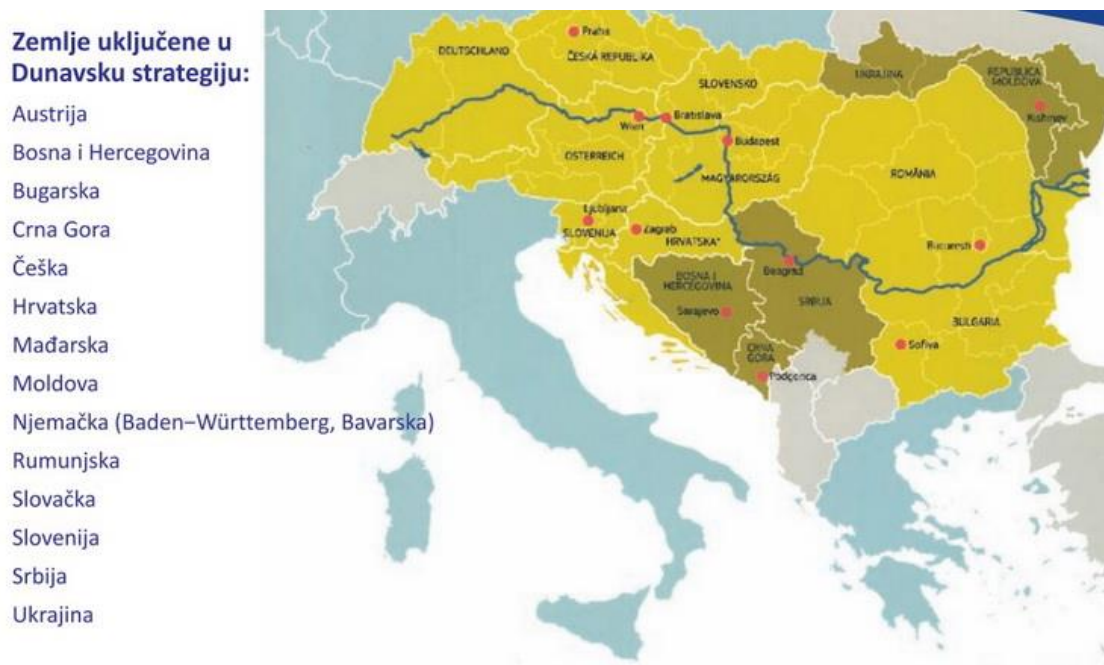 Zemlje uključene u
Dunavsku strategiju:
Austrija
Bosna i Hercegovina
Bugarska
Crna Gora
Češka
Hrvatska
Mađarska
Moldova
Njemačka (Baden–Württemberg, Bavarska)
Rumunjska
Slovačka
Slovenija
Srbija
Ukrajina
Praha
DEUTSCHLAND
ČESKÁ REPUBLIKA
SLOVENSKO
UKRAJINA
REPUBLICA
MOLDOVA
Kishinev
Wien
Bratislava
Budapest
ÖSTERREICH
MAGYARORSZÁG
ROMÂNIA
Ljubljana
SLOVENIJA
Zagreb
HRVATSKA*
Bucuresti
Beograd
BOSNA I
HERCEGOVINA
Sarajevo
SRBIJA
BULGARIA
CRNA
GORA
Sofiya
Podgorica